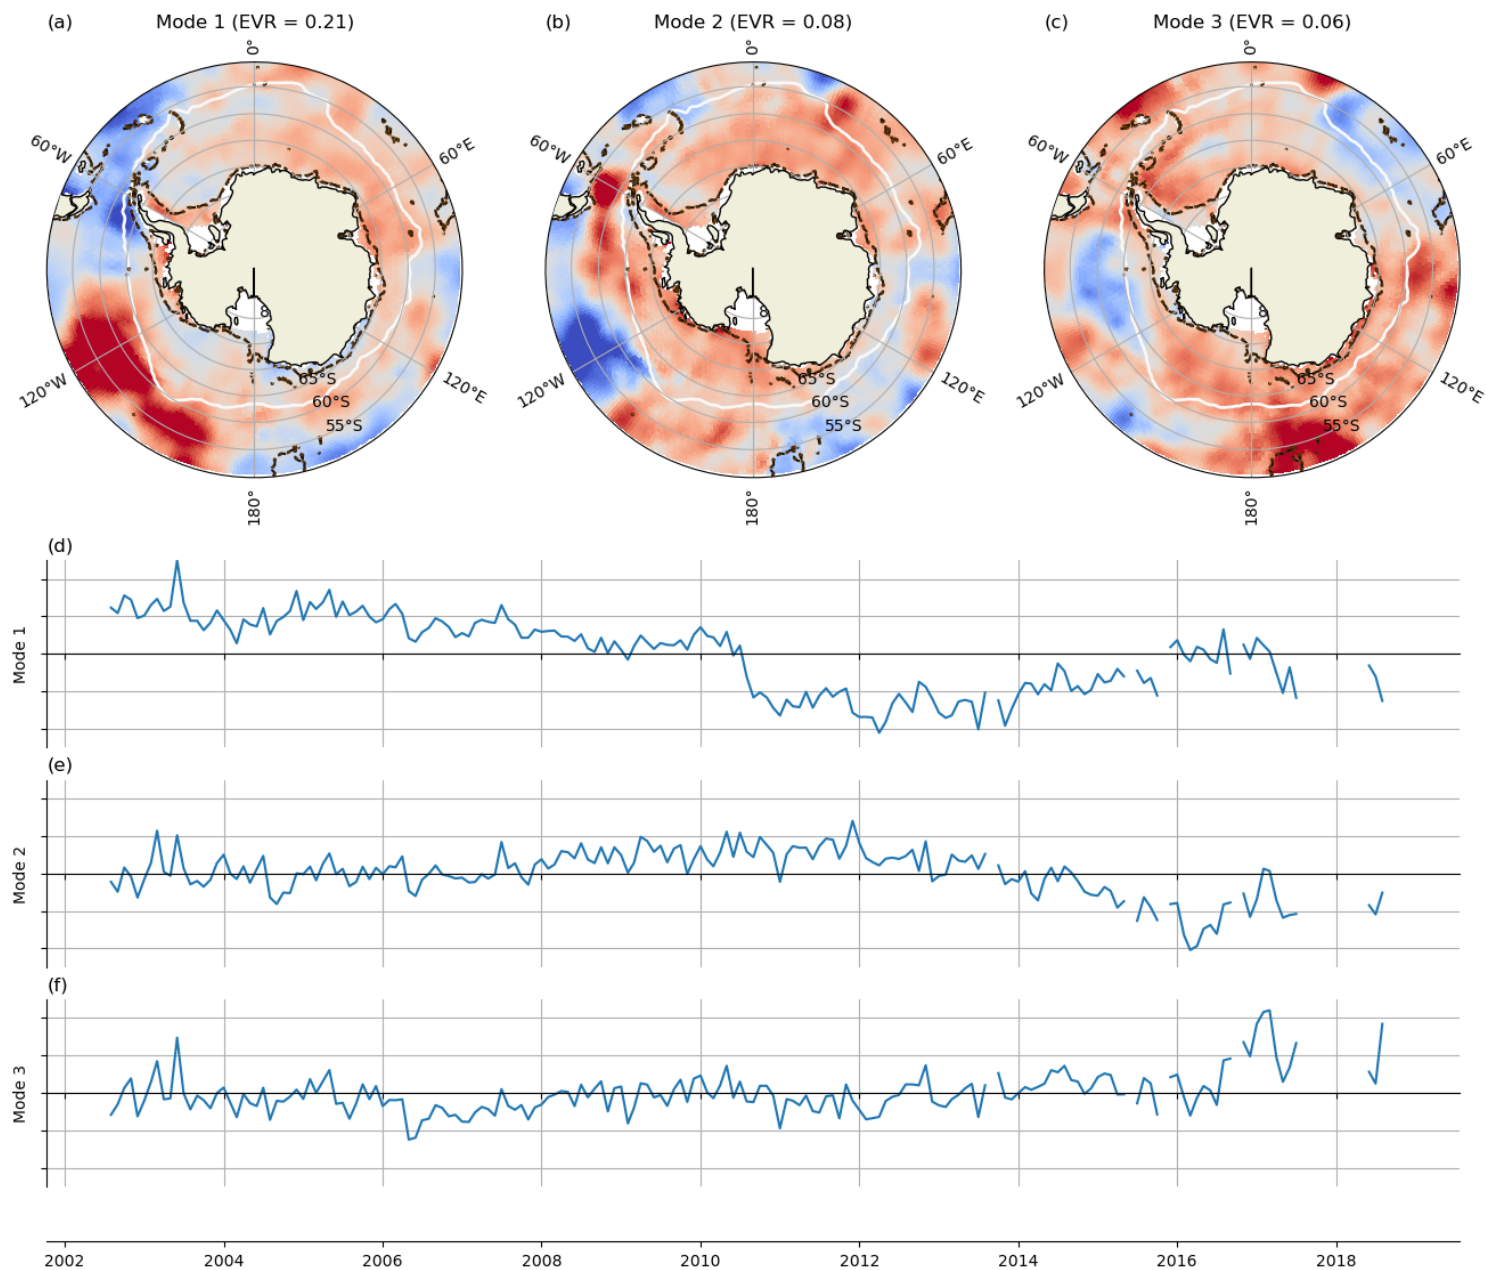 (a) Mode 1 (EVR = 0.21)
(b) Mode 2 (EVR = 0.08)
(c) Mode 3 (EVR = 0.06)
0° 0° 0°
60°W 60°E 60°W 60°E 60°W 60°E
8 8 8
120°W 65°S 120°E 120°W 65°S 120°E 120°W 65°S 120°E
60°S 60°S 60°S
55°S 55°S 55°S
180° 180° 180°
(d)
Mode 1
(e)
Mode 2
(f)
Mode 3
2002 2004 2006 2008 2010 2012 2014 2016 2018